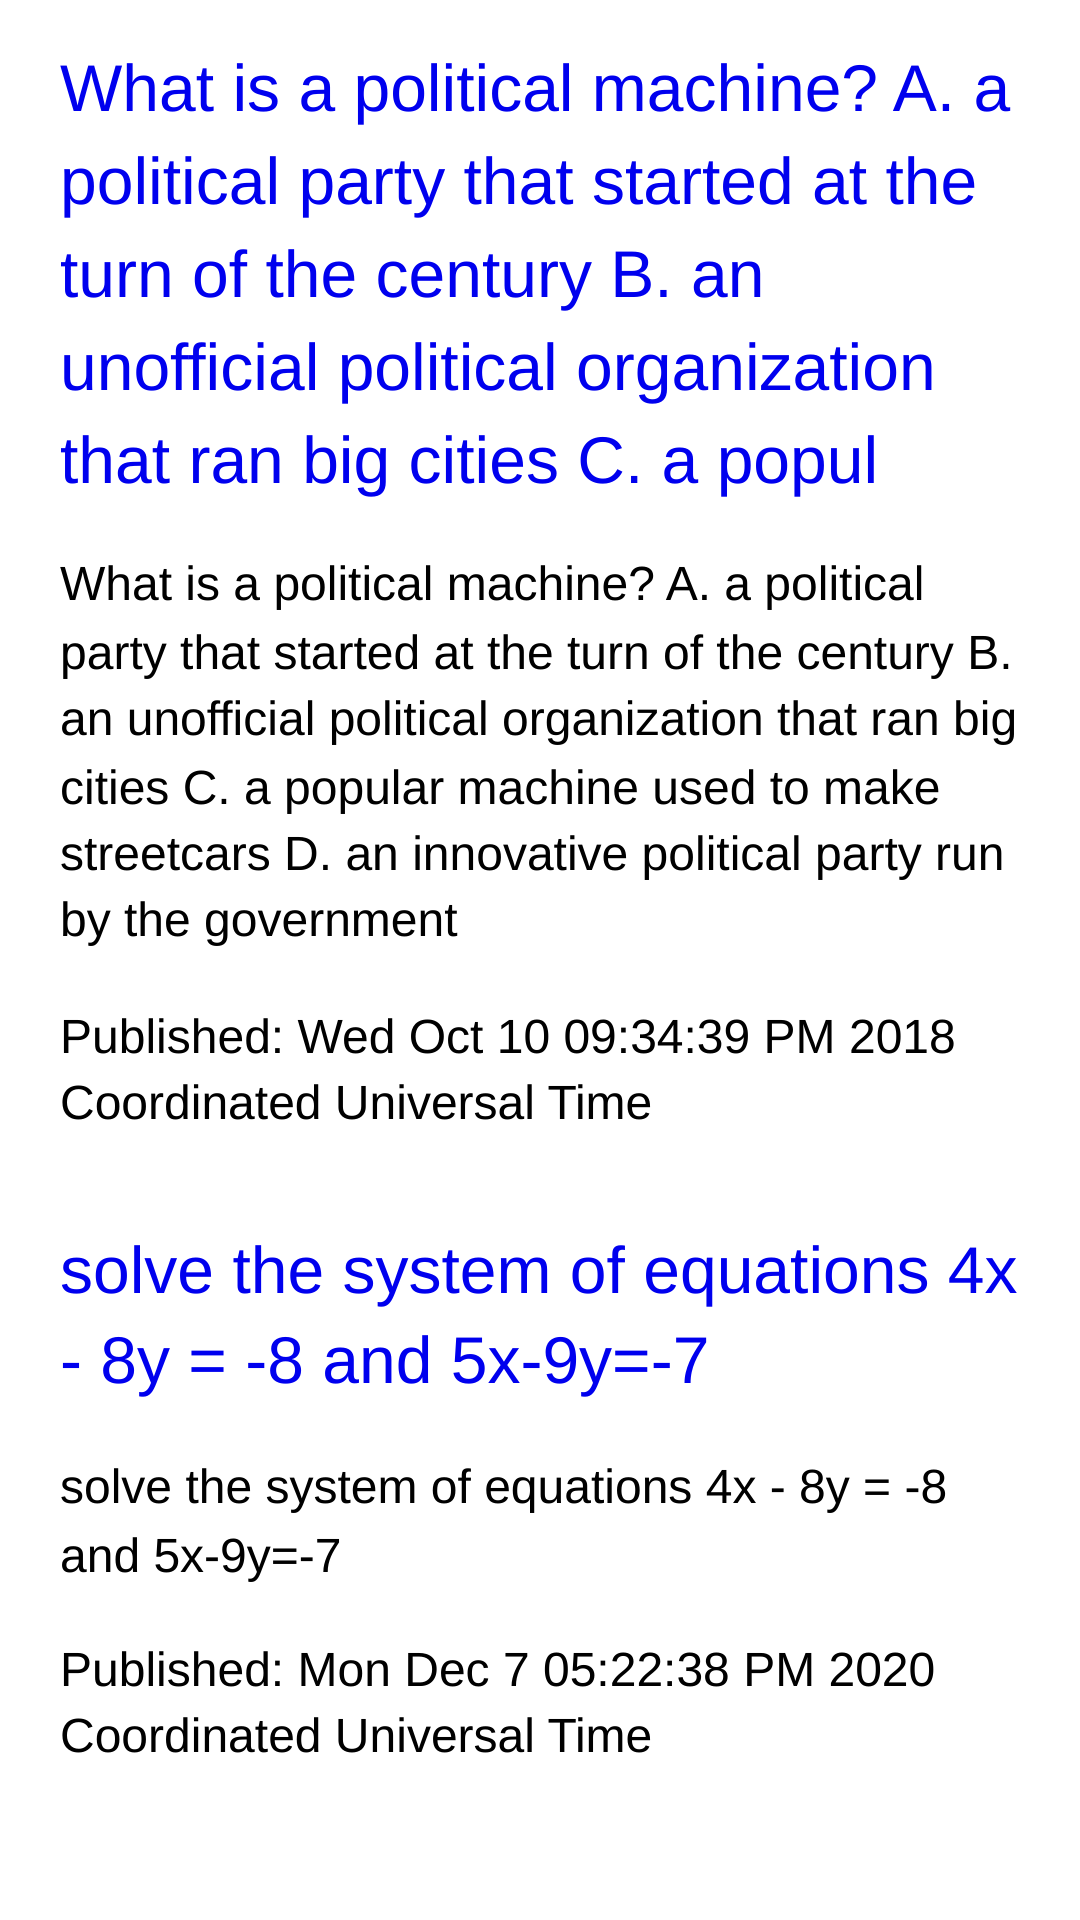 What is a political machine? A. a
political party that started at the
turn of the century B. an
unofficial political organization
that ran big cities C. a popul
What is a political machine? A. a political
party that started at the turn of the century B.
an unofficial political organization that ran big
cities C. a popular machine used to make
streetcars D. an innovative political party run
by the government
Published: Wed Oct 10 09:34:39 PM 2018
Coordinated Universal Time
solve the system of equations 4x
- 8y = -8 and 5x-9y=-7
solve the system of equations 4x - 8y = -8
and 5x-9y=-7
Published: Mon Dec 7 05:22:38 PM 2020
Coordinated Universal Time